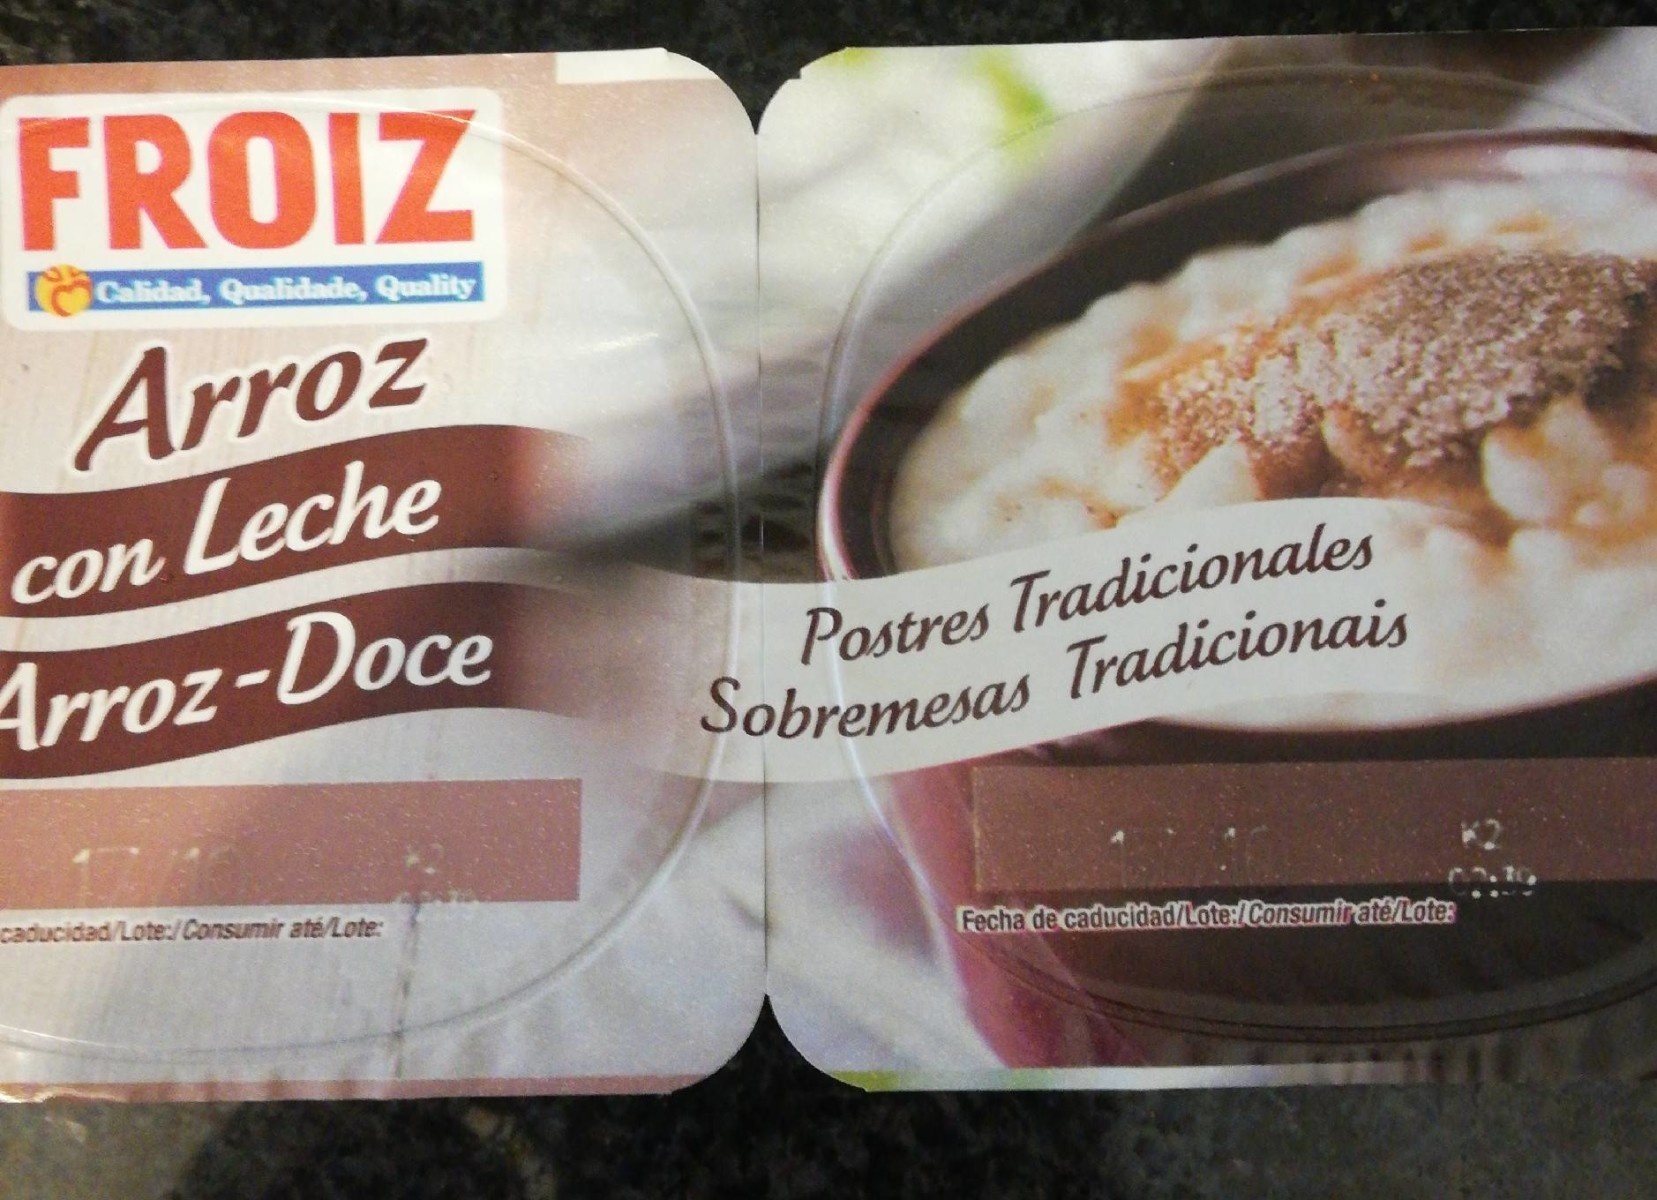 FROIZ
Calidad, Qualidade, Quality
Arroz
con Leche
Arroz-Doce
caducidad/Lote:/Consumir até/Lote:
Postres Tradicionales
Sobremesas Tradicionais
K2
Fecha de caducidad/Lote:/Consumir até/Lote: